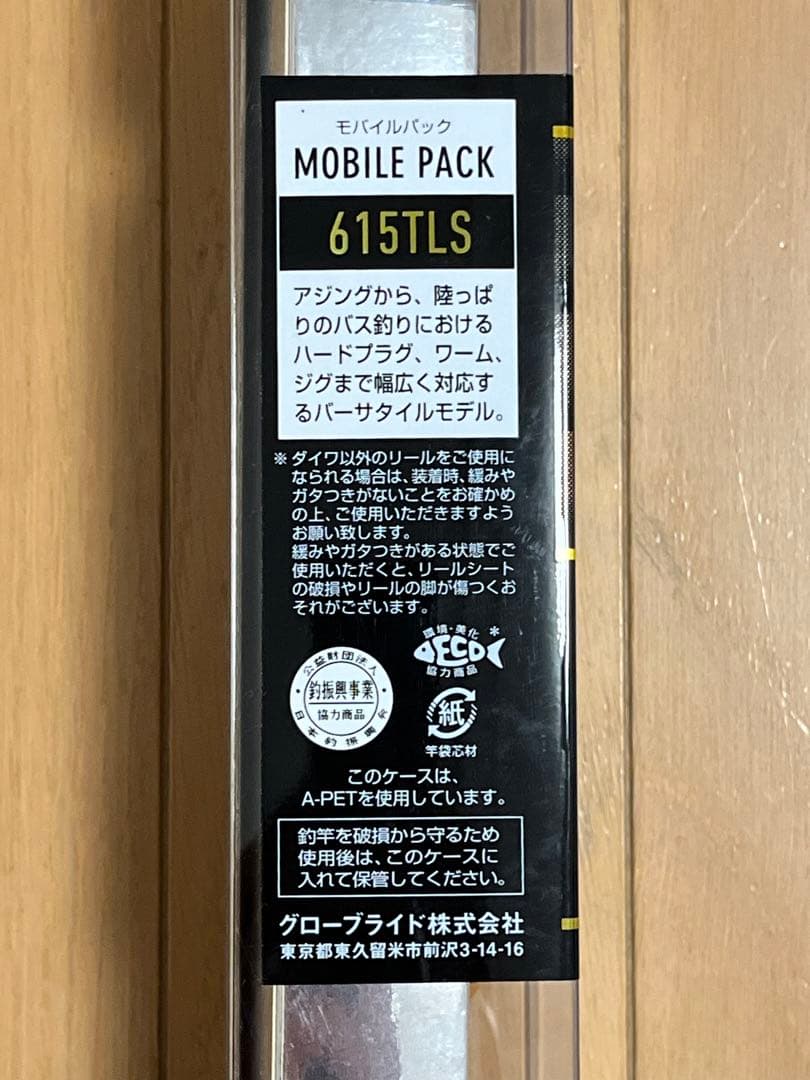 モバイルパック
MOBILE PACK
615TLS
アジングから、陸っぱ
りのバス釣りにおける
ハードプラグ、ワーム、
ジグまで幅広く対応す
るバーサタイルモデル。
※ ダイワ以外のリールをご使用に
なられる場合は、装着時、緩みや
ガタつきがないことをお確かめ
の上、ご使用いただきますよう
お願い致します。
緩みやガタつきがある状態でご
使用いただくと、リールシート
の破損やリールの脚が傷つくお
それがございます。
環境・美化
DECO
*
協力商品
公益財団法人
釣振興事業
協力商品
日本釣振興会
紙
竿袋芯材
このケースは、
A-PETを使用しています。
釣竿を破損から守るため
使用後は、このケースに
入れて保管してください。
グローブライド株式会社
東京都東久留米市前沢3-14-16